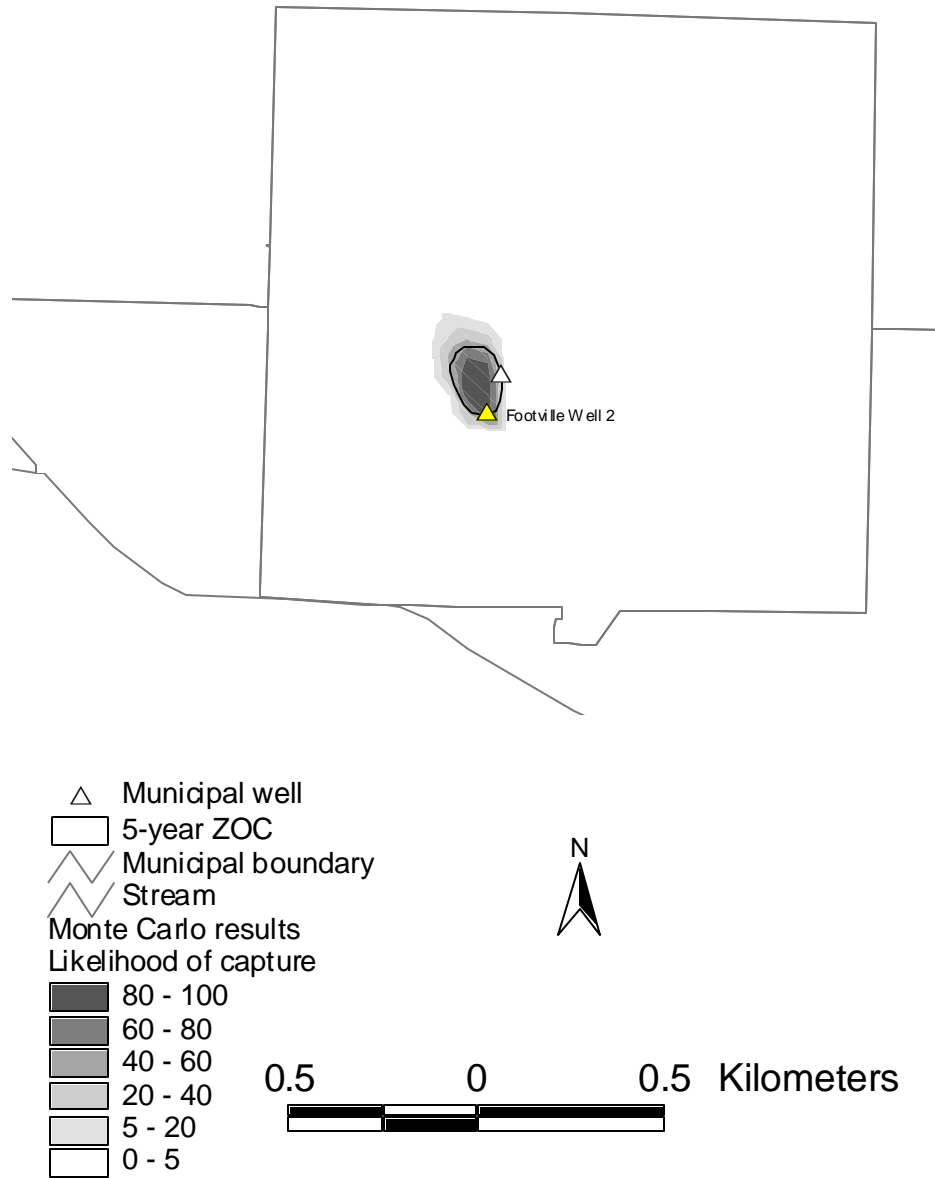 Footville Well 2
Municipal well
5-year ZOC
Municipal boundary
Stream
Monte Carlo results
Likelihood of capture
80 - 100
60 - 80
40 - 60
20 - 40
5 - 20
0 - 5
N
0.5 0 0.5 Kilometers